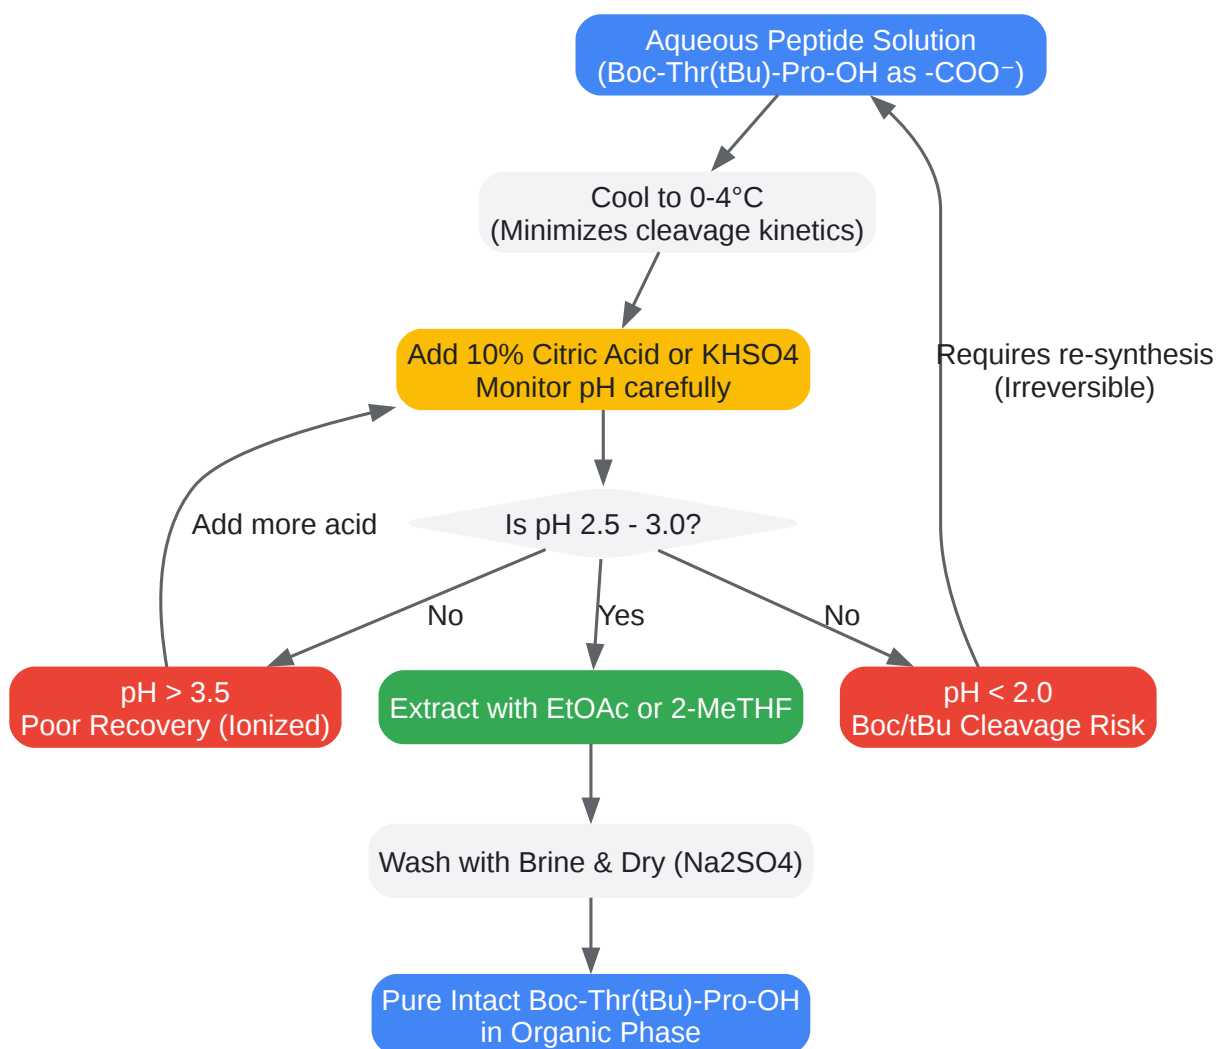 Aqueous Peptide Solution
(Boc-Thr(tBu)-Pro-OH as -COO⁻)
Cool to 0-4°C
(Minimizes cleavage kinetics)
Add 10% Citric Acid or KHSO4
Monitor pH carefully
Requires re-synthesis
(Irreversible)
Add more acid
Is pH 2.5 - 3.0?
No
Yes
No
pH > 3.5
Poor Recovery (Ionized)
Extract with EtOAc or 2-MeTHF
pH < 2.0
Boc/tBu Cleavage Risk
Wash with Brine & Dry (Na2SO4)
Pure Intact Boc-Thr(tBu)-Pro-OH
in Organic Phase